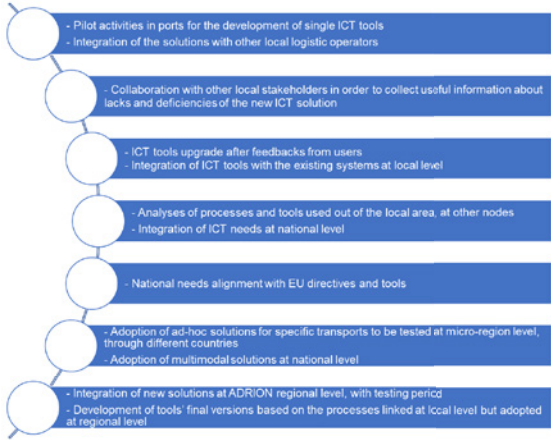 - Pilot activities in ports for the development of single ICT tools
- Integration of the solutions with other local logistic operators
- Collaboration with other local stakeholders in order to collect useful information about
lacks and deficiencies of the new ICT solution
- ICT tools upgrade after feedbacks from users
- Integration of ICT tools with the existing systems at local level
- Analyses of processes and tools used out of the local area, at other nodes
- Integration of ICT needs at national level
- National needs alignment with EU directives and tools
- Adoption of ad-hoc solutions for specific transports to be tested at micro-region level,
through different countries
- Adoption of multimodal solutions at national level
- Integration of new solutions at ADRION regional level, with testing period
- Development of tools' final versions based on the processes linked at local level but adopted
at regional level